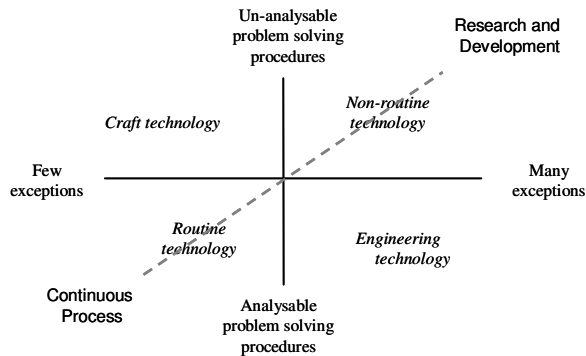 Un-analysable
problem solving
procedures
Research and
Development
Craft technology
Non-routine
technology
Few
exceptions
Many
exceptions
Routine
technology
Engineering
technology
Continuous
Process
Analysable
problem solving
procedures